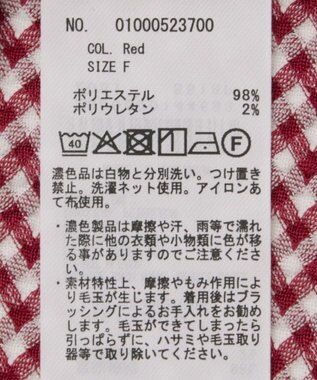 NO. 01000523700
COL. Red
SIZE F
ポリエステル 98%
ポリウレタン 2%
40
F
濃色品は白物と分別洗い。つけ置き
禁止。洗濯ネット使用。アイロンあ
て布使用。
・濃色製品は摩擦や汗、雨等で濡れ
た際に他の衣類や小物類に色が移
る事がありますのでご注意くださ
い。
・素材特性上、摩擦やもみ作用によ
り毛玉が生じます。着用後はブラ
ッシングによるお手入れをお勧め
します。毛玉ができてしまったら
引っぱらずに、ハサミや毛玉取り
器等で取り除いてください。